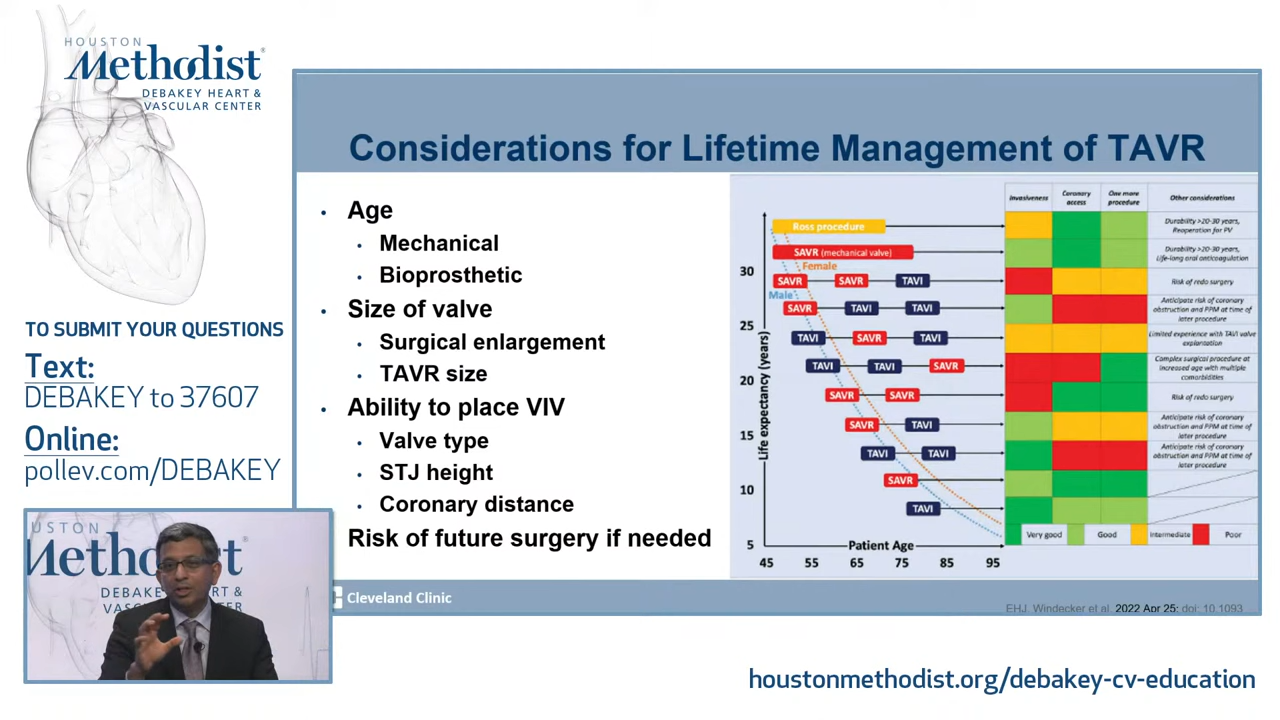 HOUSTON
Methodist®
DEBAKEY HEART &
VASCULAR CENTER
TO SUBMIT YOUR QUESTIONS
Text:
DEBAKEY to 37607
Online:
pollev.com/DEBAKEY
Considerations for Lifetime Management of TAVR
• Age
• Mechanical
• Bioprosthetic
• Size of valve
• Surgical enlargement
• TAVR size
• Ability to place VIV
• Valve type
• STJ height
• Coronary distance
Risk of future surgery if needed
Invasiveness
Coronary access
One more procedure
Other considerations
Life expectancy (years)
30
25
20
15
10
5
Ross procedure
Durability >20-30 years,
Reoperation for PV
SAVR (mechanical valve)
Durability >20-30 years,
Life-long oral anticoagulation
Female
Male
SAVR SAVR TAVI
Risk of redo surgery
SAVR TAVI TAVI
Anticipate risk of coronary
obstruction and PPM at time of
later procedure
TAVI SAVR TAVI
Limited experience with TAVI valve
explantation
TAVI TAVI SAVR
Complex surgical procedure at
increased age with multiple
comorbidities
SAVR SAVR
Risk of redo surgery
SAVR TAVI
Anticipate risk of coronary
obstruction and PPM at time of
later procedure
TAVI TAVI
Anticipate risk of coronary
obstruction and PPM at time of
later procedure
SAVR
TAVI
Very good Good Intermediate Poor
Patient Age
45 55 65 75 85 95
Cleveland Clinic
EHJ. Windecker et al. 2022 Apr 25; doi: 10.1093
OUSTON
Methodist
DEBAKEY HEART &
VASCULAR CENTER
houstonmethodist.org/debakey-cv-education